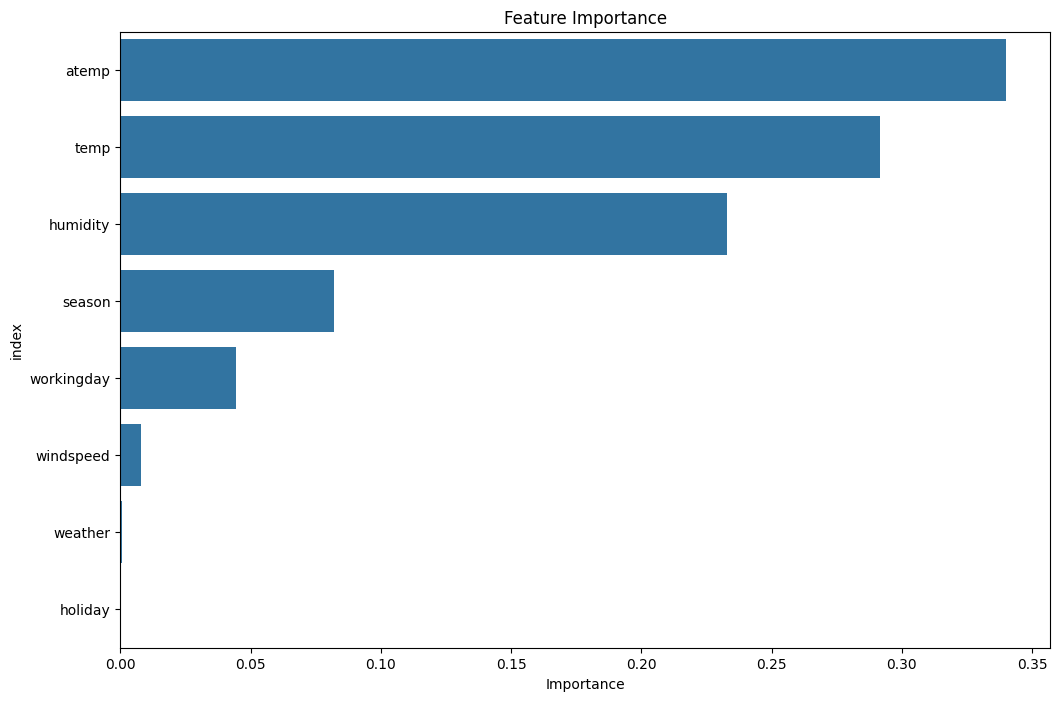 Feature Importance
atemp
temp
humidity
season
workingday
windspeed
weather
holiday
index
0.00 0.05 0.10 0.15 0.20 0.25 0.30 0.35
Importance